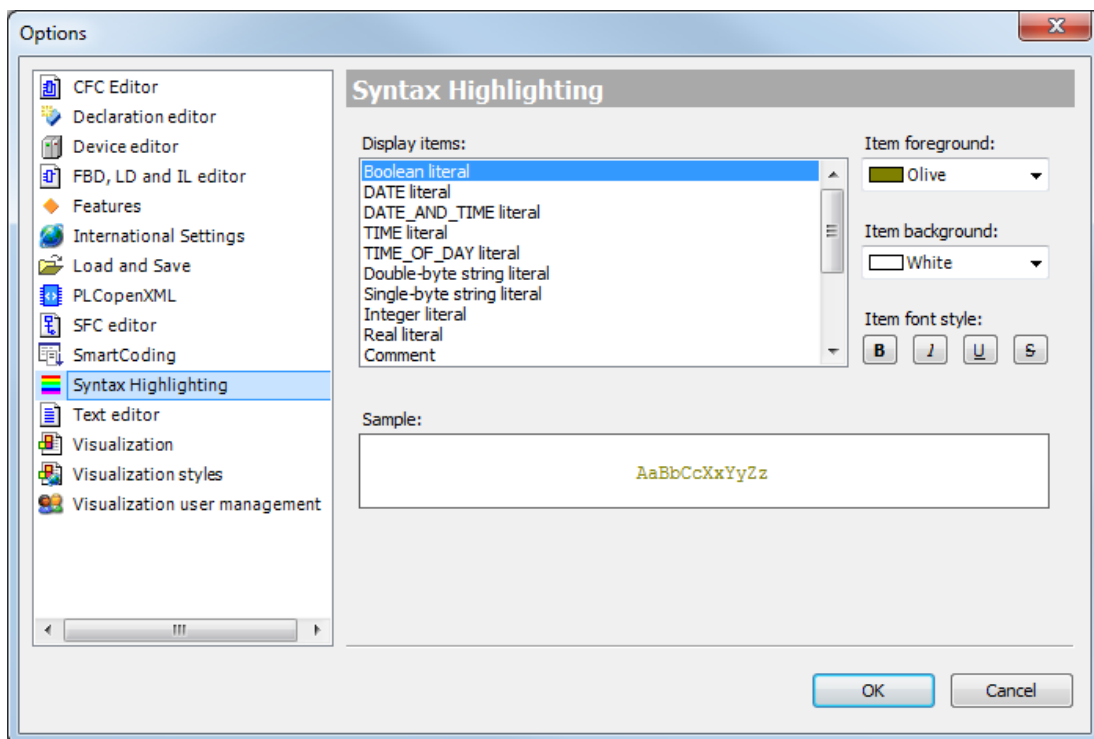 Options
CFC Editor
Declaration editor
Device editor
FBD, LD and IL editor
Features
International Settings
Load and Save
PLCopenXML
SFC editor
SmartCoding
Syntax Highlighting
Text editor
Visualization
Visualization styles
Visualization user management
Syntax Highlighting
Display items:
Boolean literal
DATE literal
DATE_AND_TIME literal
TIME literal
TIME_OF_DAY literal
Double-byte string literal
Single-byte string literal
Integer literal
Real literal
Comment
Item foreground:
Olive
Item background:
White
Item font style:
B I U S
Sample:
AaBbCcXxYyZz
OK Cancel